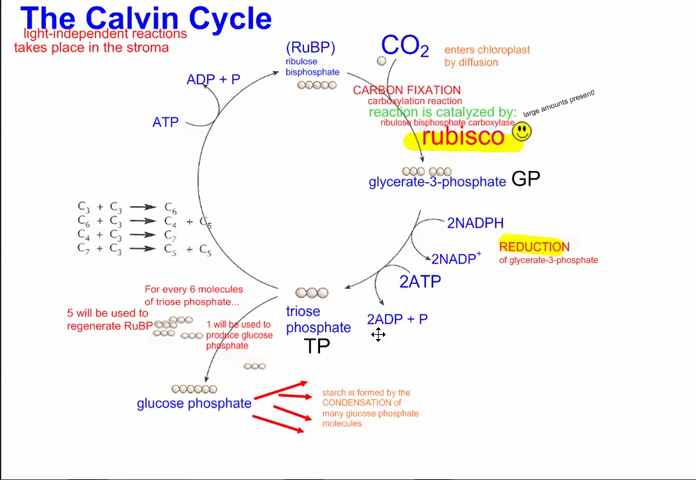 The Calvin Cycle
light-independent reactions
takes place in the stroma
(RuBP)
ribulose
bisphosphate
CO2
enters chloroplast
by diffusion
ADP + P
ATP
CARBON FIXATION
carboxylation reaction
reaction is catalyzed by:
large amounts present!
ribulose bisphosphate carboxylase
rubisco
glycerate-3-phosphate GP
C3 + C3 → C6
C6 + C3 → C4 + C5
C4 + C3 → C7
C7 + C3 → C5 + C5
2NADPH
2NADP+
REDUCTION
of glycerate-3-phosphate
2ATP
2ADP + P
For every 6 molecules
of triose phosphate...
5 will be used to
regenerate RuBP
1 will be used to
produce glucose
phosphate
triose
phosphate
TP
glucose phosphate
starch is formed by the
CONDENSATION of
many glucose phosphate
molecules